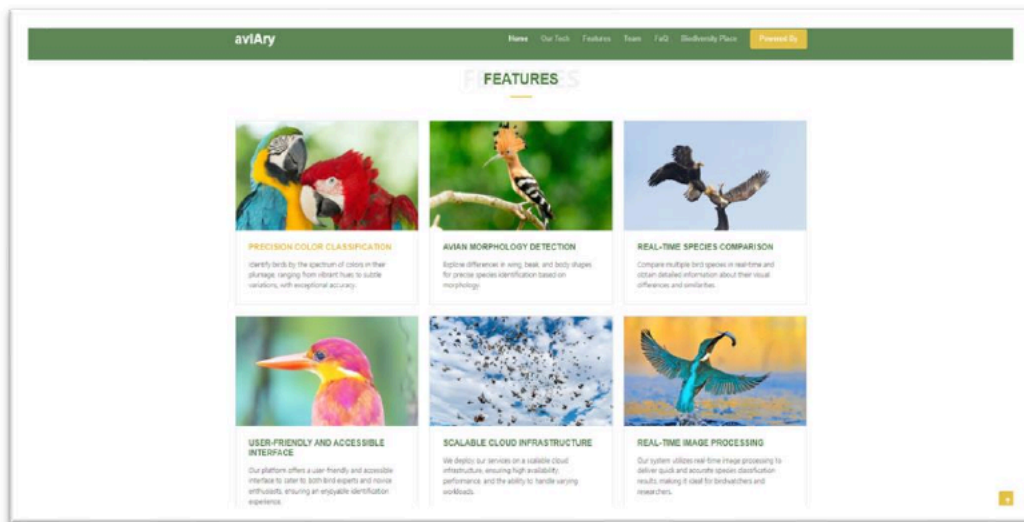 avIAry
Home Our Tech Features Team FaQ Biodiversity Place Powered By
FEATURES
PRECISION COLOR CLASSIFICATION
Identify birds by the spectrum of colors in their
plumage, ranging from vibrant hues to subtle
variations, with exceptional accuracy.
AVIAN MORPHOLOGY DETECTION
Explore differences in wing, beak, and body shapes
for precise species identification based on
morphology.
REAL-TIME SPECIES COMPARISON
Compare multiple bird species in real-time and
obtain detailed information about their visual
differences and similarities.
USER-FRIENDLY AND ACCESSIBLE
INTERFACE
Our platform offers a user-friendly and accessible
interface to cater to both bird experts and novice
enthusiasts, ensuring an enjoyable identification
experience.
SCALABLE CLOUD INFRASTRUCTURE
We deploy our services on a scalable cloud
infrastructure, ensuring high availability
performance, and the ability to handle varying
workloads.
REAL-TIME IMAGE PROCESSING
Our system utilizes real-time image processing to
deliver quick and accurate species classification
results, making it ideal for birdwatchers and
researchers.